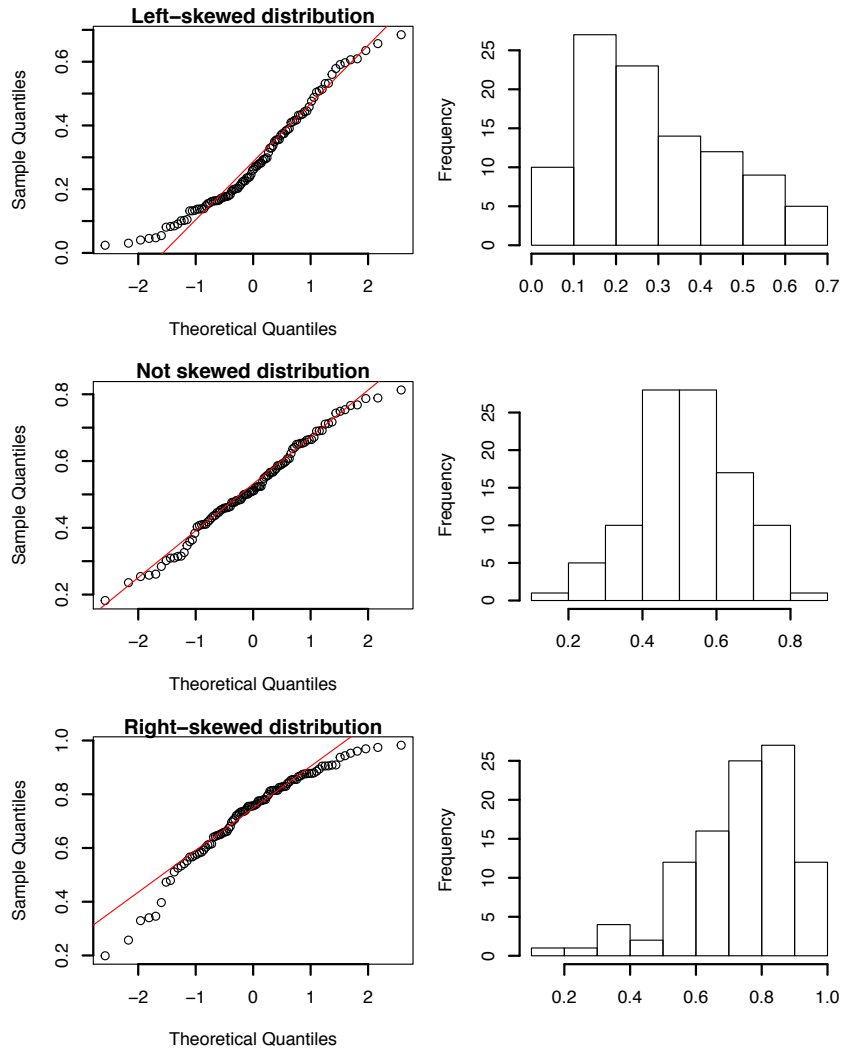 Left−skewed distribution
Sample Quantiles
0.0 0.2 0.4 0.6
−2 −1 0 1 2
Theoretical Quantiles
Frequency
0 5 10 15 20 25
0.0 0.1 0.2 0.3 0.4 0.5 0.6 0.7
Not skewed distribution
Sample Quantiles
0.2 0.4 0.6 0.8
−2 −1 0 1 2
Theoretical Quantiles
Frequency
0 5 10 15 20 25
0.2 0.4 0.6 0.8
Right−skewed distribution
Sample Quantiles
0.2 0.4 0.6 0.8 1.0
−2 −1 0 1 2
Theoretical Quantiles
Frequency
0 5 10 15 20 25
0.2 0.4 0.6 0.8 1.0